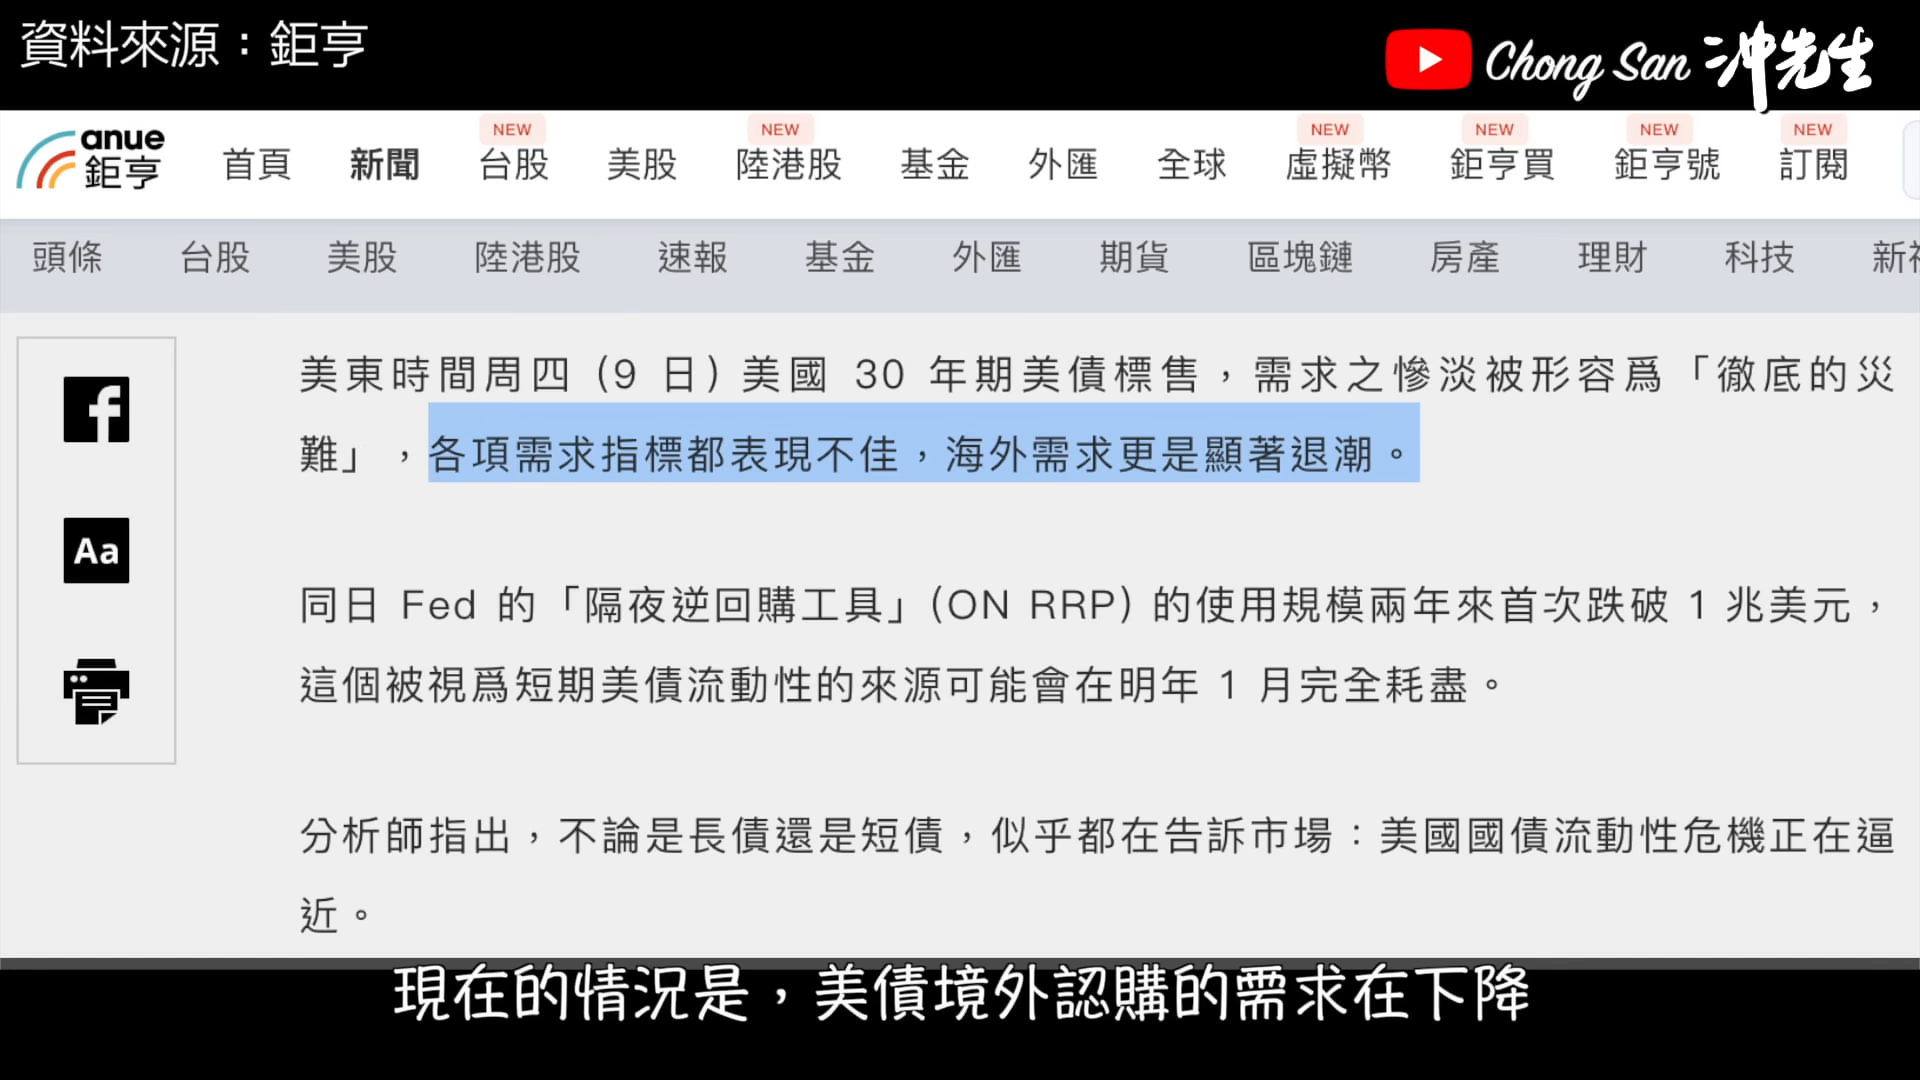 資料來源：鉅亨
Chong San 沖先生
anue
鉅亨
首頁 新聞 NEW 台股 美股 NEW 陸港股 基金 外匯 全球 NEW 虛擬幣 NEW 鉅亨買 NEW 鉅亨號 NEW 訂閱
頭條 台股 美股 陸港股 速報 基金 外匯 期貨 區塊鏈 房產 理財 科技 新
f
Aa
美東時間周四 (9 日) 美國 30 年期美債標售，需求之慘淡被形容爲「徹底的災
難」，各項需求指標都表現不佳，海外需求更是顯著退潮。
同日 Fed 的「隔夜逆回購工具」(ON RRP) 的使用規模兩年來首次跌破 1 兆美元，
這個被視爲短期美債流動性的來源可能會在明年 1 月完全耗盡。
分析師指出，不論是長債還是短債，似乎都在告訴市場：美國國債流動性危機正在逼
近。
現在的情況是，美債境外認購的需求在下降